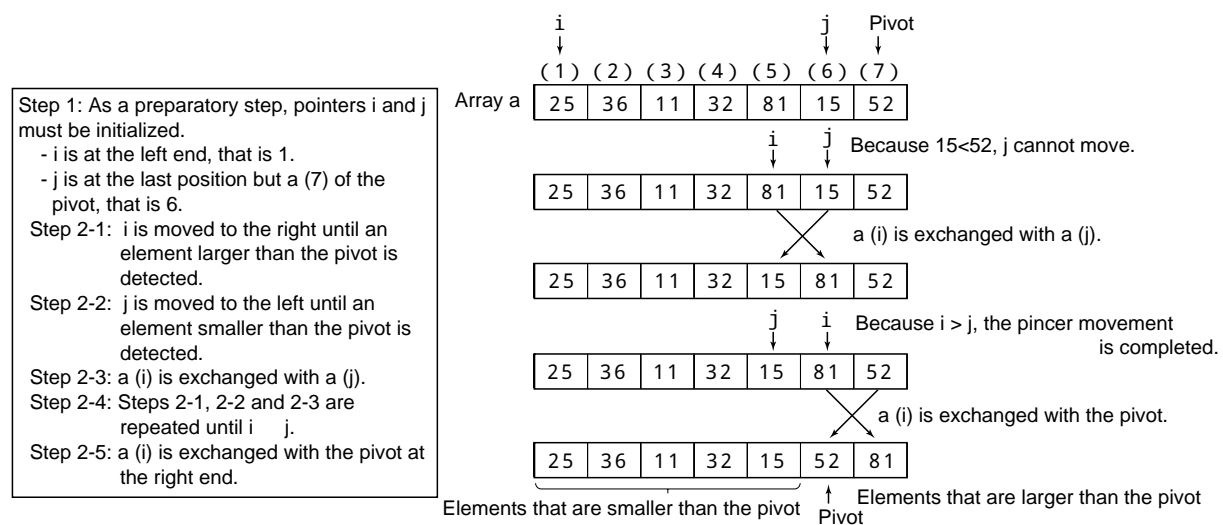 Step 1: As a preparatory step, pointers i and j
must be initialized.
- i is at the left end, that is 1.
- j is at the last position but a (7) of the
pivot, that is 6.
Step 2-1: i is moved to the right until an
element larger than the pivot is
detected.
Step 2-2: j is moved to the left until an
element smaller than the pivot is
detected.
Step 2-3: a (i) is exchanged with a (j).
Step 2-4: Steps 2-1, 2-2 and 2-3 are
repeated until i j.
Step 2-5: a (i) is exchanged with the pivot at
the right end.
i j Pivot
(1) (2) (3) (4) (5) (6) (7)
Array a 25 36 11 32 81 15 52
i j Because 15<52, j cannot move.
25 36 11 32 81 15 52
a (i) is exchanged with a (j).
25 36 11 32 15 81 52
j i Because i > j, the pincer movement
is completed.
25 36 11 32 15 81 52
a (i) is exchanged with the pivot.
25 36 11 32 15 52 81
Elements that are smaller than the pivot Pivot Elements that are larger than the pivot